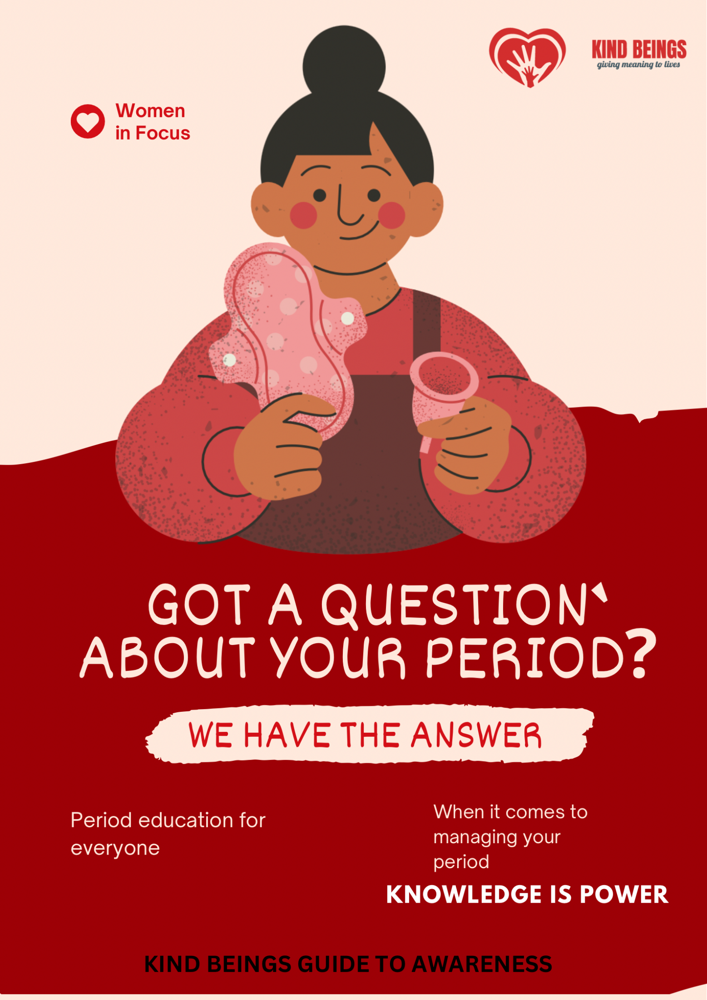 KIND BEINGS
giving meaning to lives
Women
in Focus
GOT A QUESTION`
ABOUT YOUR PERIOD?
WE HAVE THE ANSWER
Period education for
everyone
When it comes to
managing your
period
KNOWLEDGE IS POWER
KIND BEINGS GUIDE TO AWARENESS